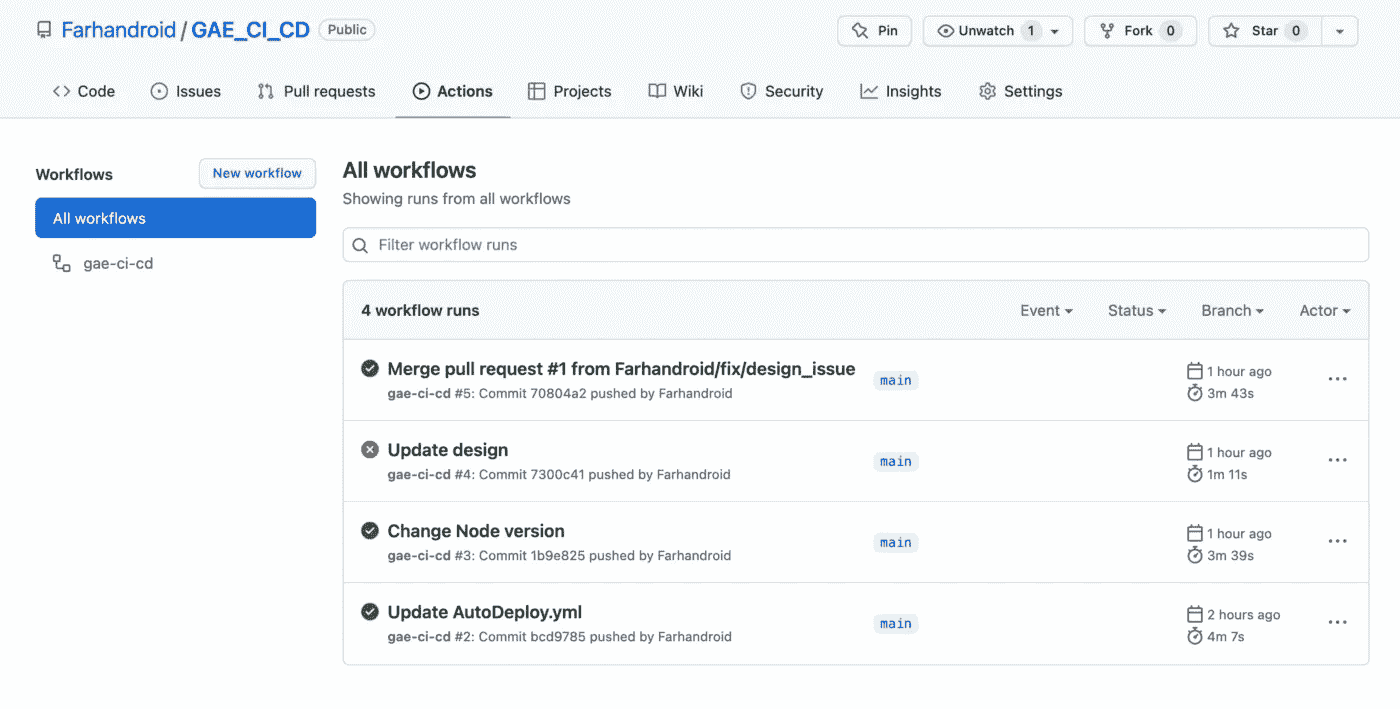 Farhandroid / GAE_CI_CD Public
Pin Unwatch 1 Fork 0 Star 0
Code Issues Pull requests Actions Projects Wiki Security Insights Settings
Workflows New workflow
All workflows
gae-ci-cd
All workflows
Showing runs from all workflows
Filter workflow runs
4 workflow runs Event Status Branch Actor
Merge pull request #1 from Farhandroid/fix/design_issue
gae-ci-cd #5: Commit 70804a2 pushed by Farhandroid
main
1 hour ago
3m 43s
Update design
gae-ci-cd #4: Commit 7300c41 pushed by Farhandroid
main
1 hour ago
1m 11s
Change Node version
gae-ci-cd #3: Commit 1b9e825 pushed by Farhandroid
main
1 hour ago
3m 39s
Update AutoDeploy.yml
gae-ci-cd #2: Commit bcd9785 pushed by Farhandroid
main
2 hours ago
4m 7s